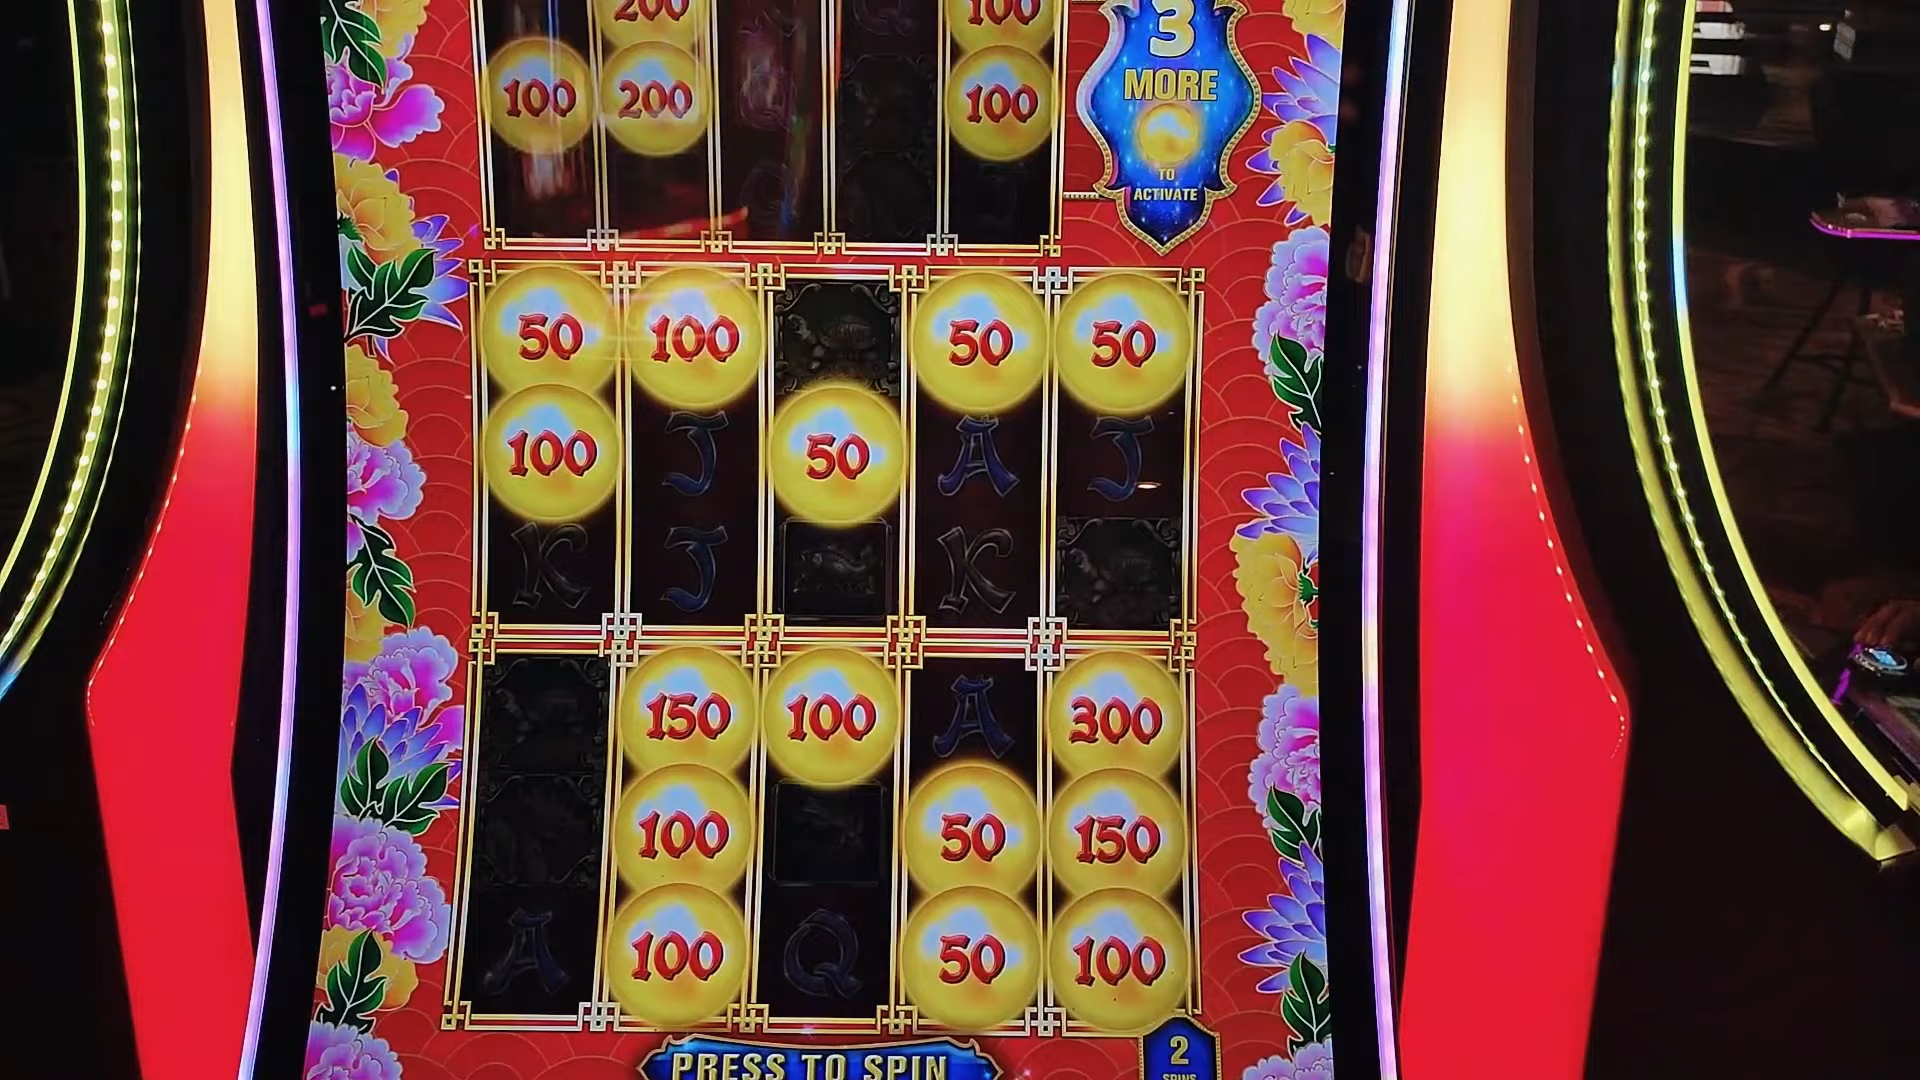 200 100
3
MORE
100 200 100
TO
ACTIVATE
50 100 50 50
100 J 50 A J
K J K
150 100 A 300
100 50 150
A 100 Q 50 100
PRESS TO SPIN
2
SPINS